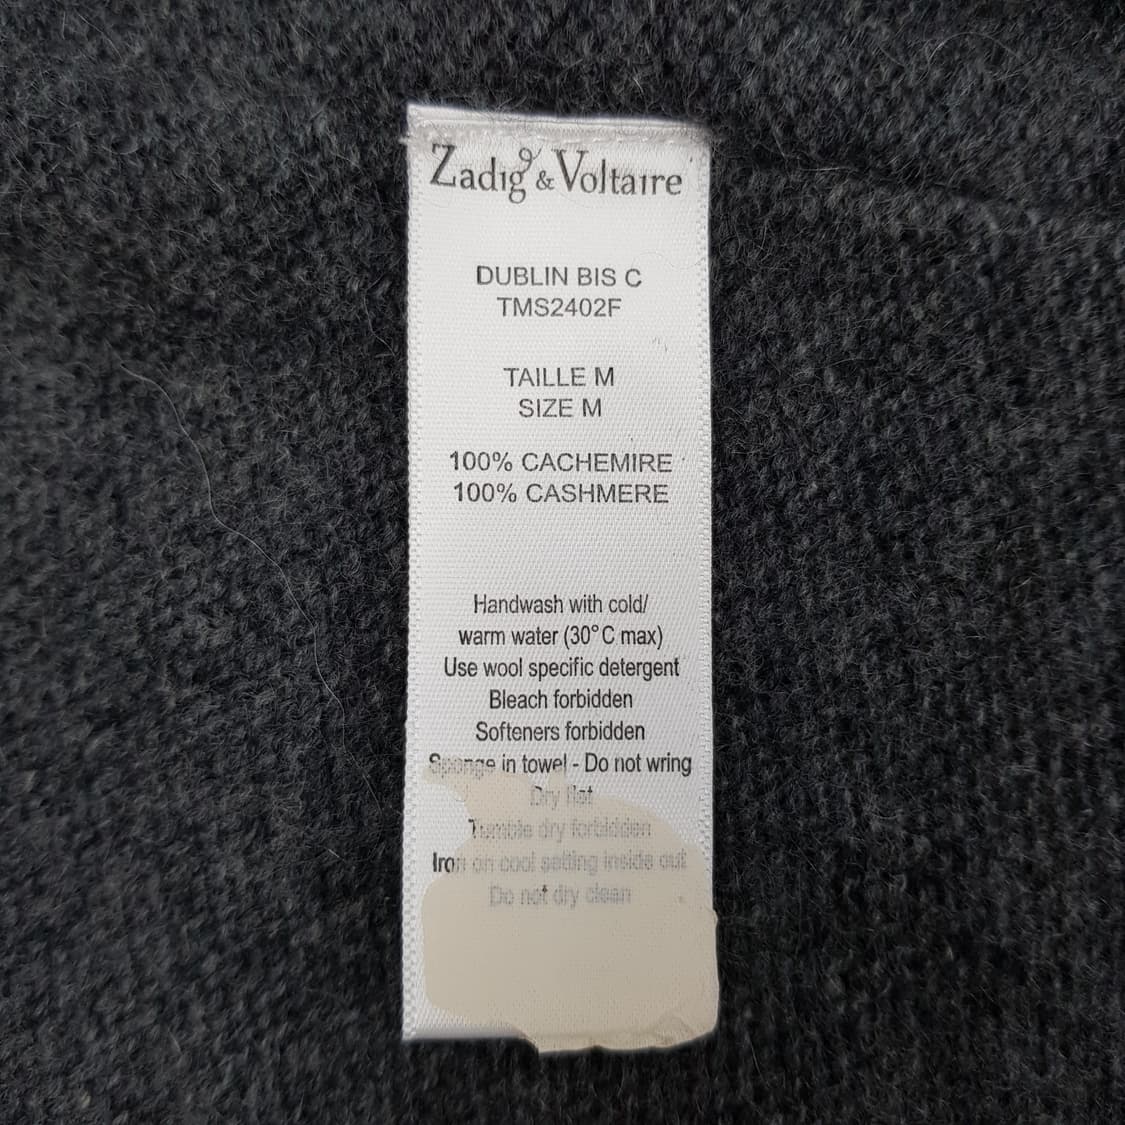 Zadig & Voltaire
DUBLIN BIS C
TMS2402F
TAILLE M
SIZE M
100% CACHEMIRE
100% CASHMERE
Handwash with cold/
warm water (30°C max)
Use wool specific detergent
Bleach forbidden
Softeners forbidden
Sponge in towel - Do not wring
Dry flat
Tumble dry forbidden
Iron on cool setting inside out
Do not dry clean